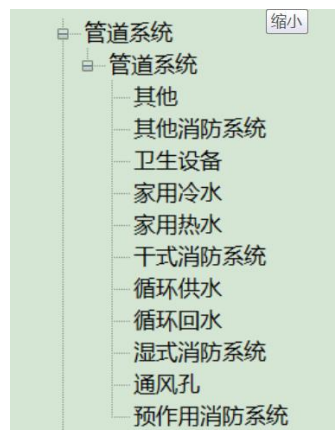 缩小
管道系统
管道系统
其他
其他消防系统
卫生设备
家用冷水
家用热水
干式消防系统
循环供水
循环回水
湿式消防系统
通风孔
预作用消防系统